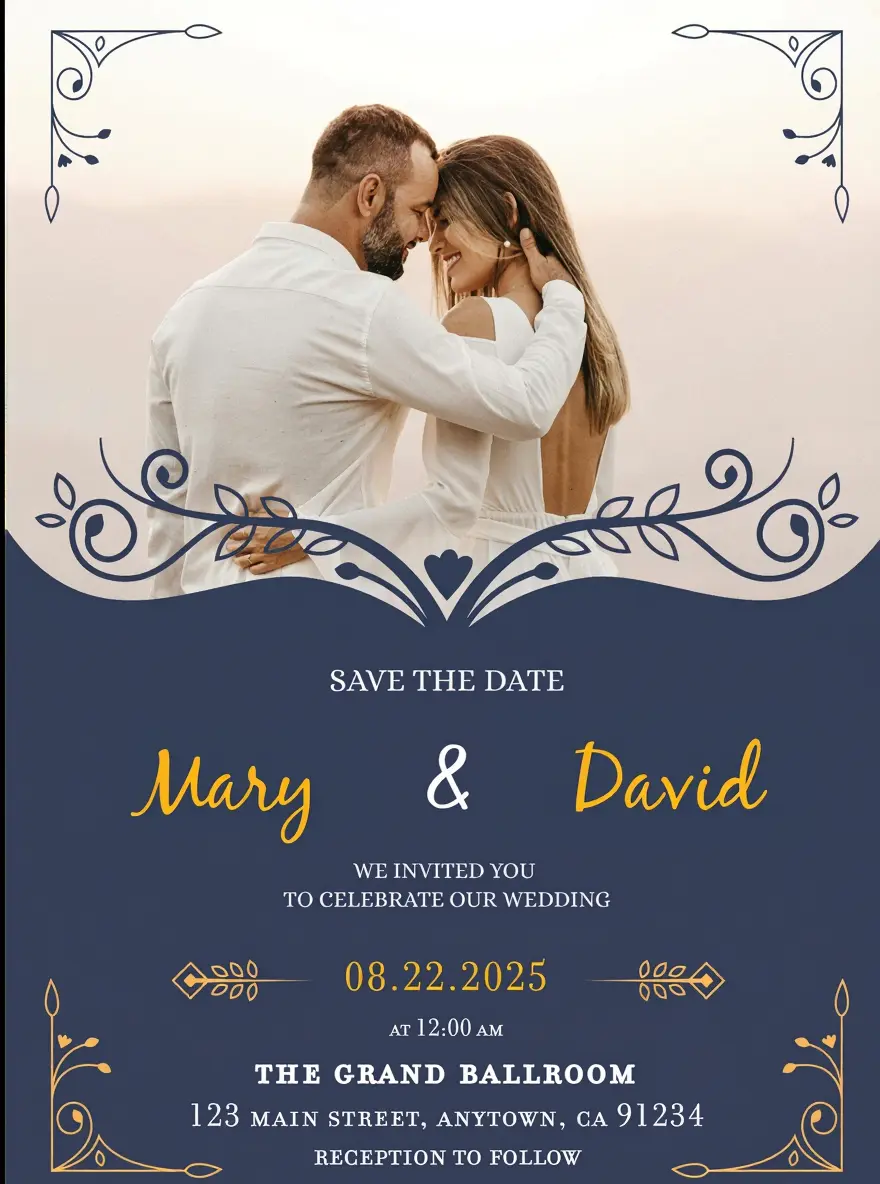 SAVE THE DATE
Mary & David
WE INVITED YOU
TO CELEBRATE OUR WEDDING
08.22.2025
AT 12:00 AM
THE GRAND BALLROOM
123 MAIN STREET, ANYTOWN, CA 91234
RECEPTION TO FOLLOW